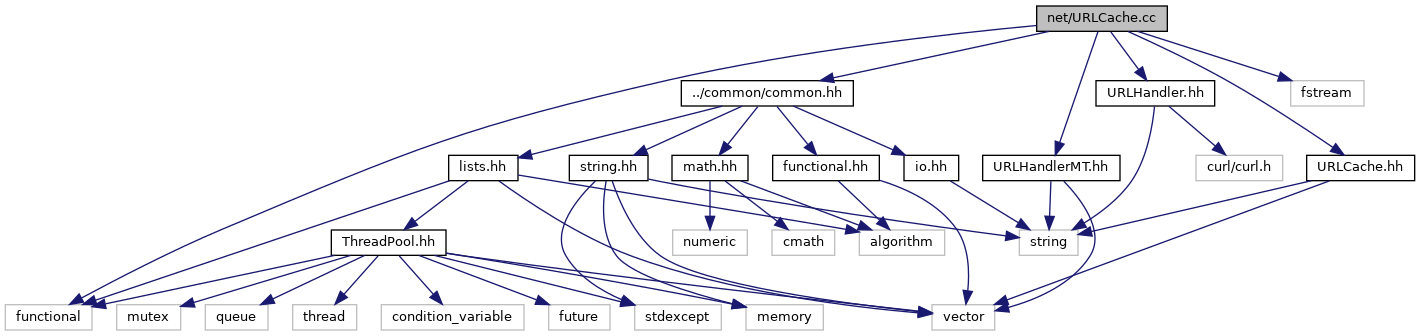 net/URLCache.cc
../common/common.hh
URLHandler.hh
fstream
lists.hh
string.hh
math.hh
functional.hh
io.hh
URLHandlerMT.hh
curl/curl.h
URLCache.hh
ThreadPool.hh
numeric
cmath
algorithm
string
functional
mutex
queue
thread
condition_variable
future
stdexcept
memory
vector